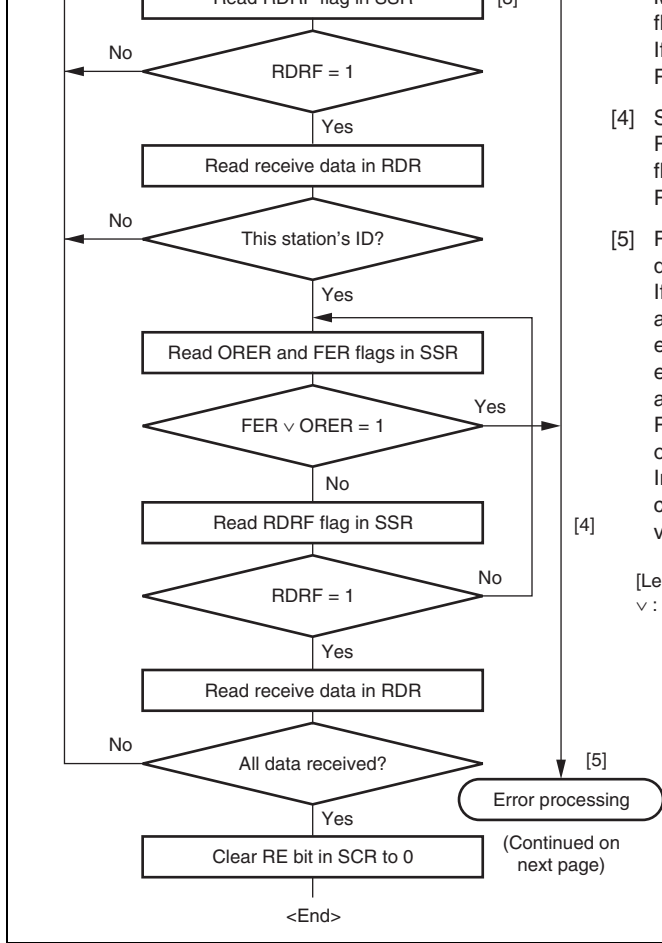 Read RDRF flag in SSR
No
RDRF = 1
Yes
Read receive data in RDR
No
This station's ID?
Yes
Read ORER and FER flags in SSR
Yes
FER ∨ ORER = 1
No
Read RDRF flag in SSR
[4]
No
RDRF = 1
Yes
Read receive data in RDR
No
All data received?
[5]
Error processing
Yes
(Continued on
next page)
Clear RE bit in SCR to 0
<End>
[4]
[5]
If
∨ :